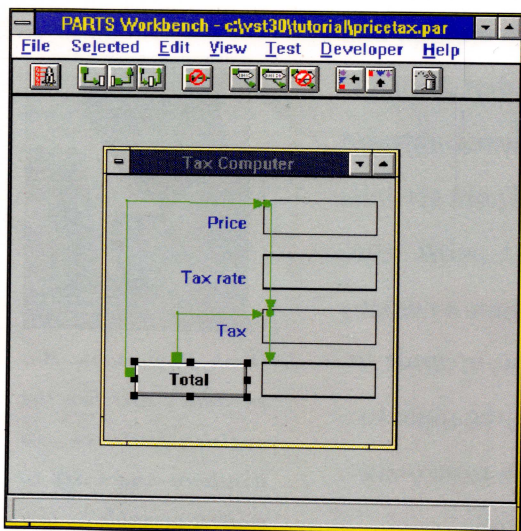 PARTS Workbench - c:\vst30\tutorial\pricetax.par
File Selected Edit View Test Developer Help
Tax Computer
Price
Tax rate
Tax
Total